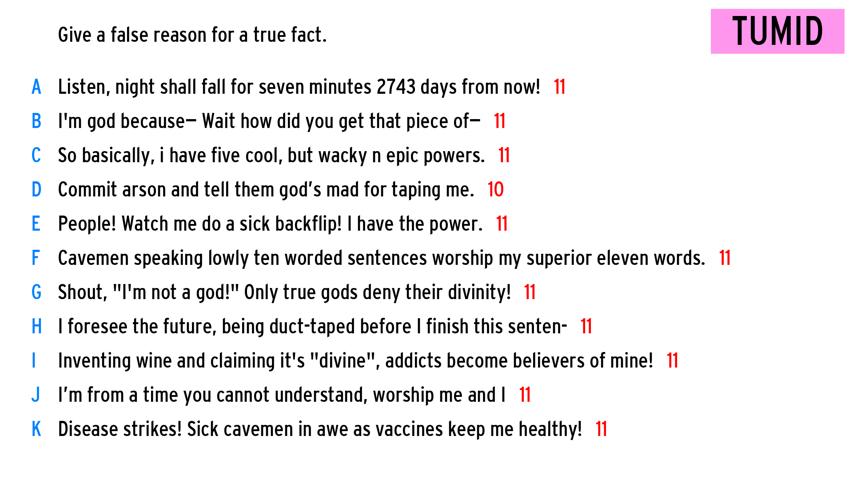 Give a false reason for a true fact.
TUMID
A Listen, night shall fall for seven minutes 2743 days from now! 11
B I'm god because— Wait how did you get that piece of— 11
C So basically, i have five cool, but wacky n epic powers. 11
D Commit arson and tell them god’s mad for taping me. 10
E People! Watch me do a sick backflip! I have the power. 11
F Cavemen speaking lowly ten worded sentences worship my superior eleven words. 11
G Shout, "I'm not a god!" Only true gods deny their divinity! 11
H I foresee the future, being duct-taped before I finish this senten- 11
I Inventing wine and claiming it's "divine", addicts become believers of mine! 11
J I’m from a time you cannot understand, worship me and I 11
K Disease strikes! Sick cavemen in awe as vaccines keep me healthy! 11